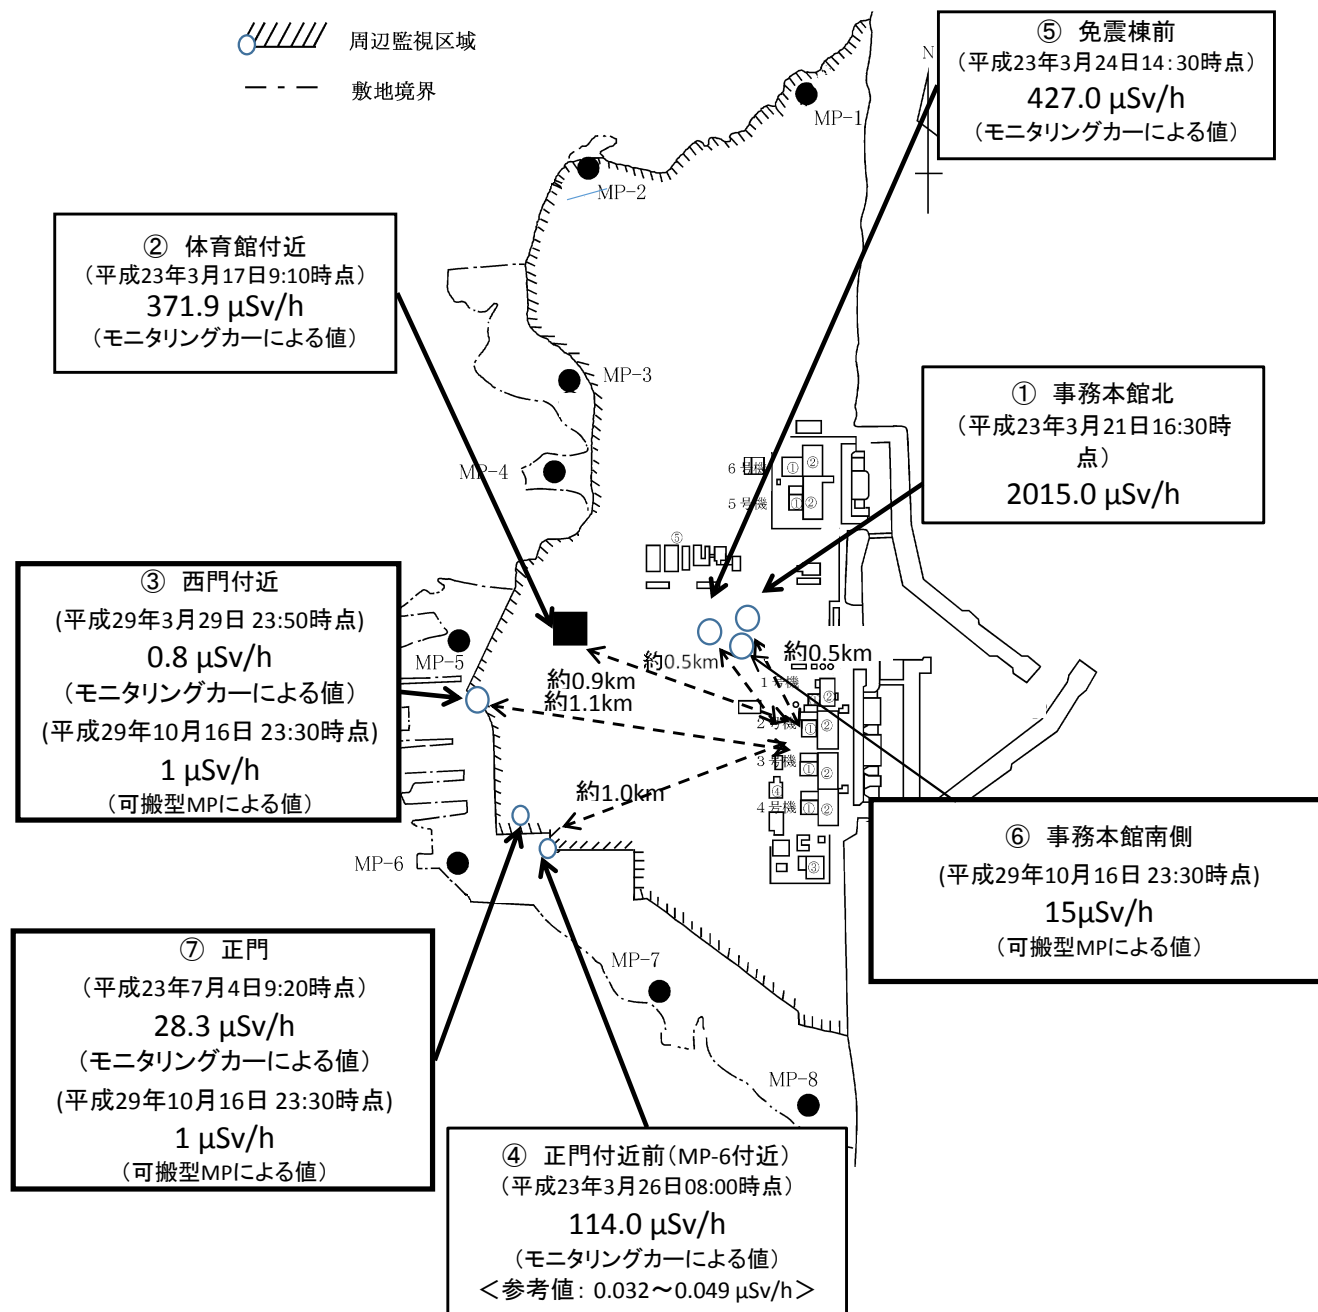 周辺監視区域
敷地境界
⑤ 免震棟前
(平成23年3月24日14:30時点)
427.0 μSv/h
(モニタリングカーによる値)
N
MP-1
MP-2
② 体育館付近
(平成23年3月17日9:10時点)
371.9 μSv/h
(モニタリングカーによる値)
MP-3
① 事務本館北
(平成23年3月21日16:30時
点)
2015.0 μSv/h
MP-4
6号機
①
②
5号機
①
②
⑤
③ 西門付近
(平成29年3月29日 23:50時点)
0.8 μSv/h
(モニタリングカーによる値)
(平成29年10月16日 23:30時点)
1 μSv/h
(可搬型MPによる値)
MP-5
約0.9km
約1.1km
約0.5km
約0.5km
1号機
②
2号機
①
②
3号機
①
②
④
4号機
①
②
③
約1.0km
MP-6
⑥ 事務本館南側
(平成29年10月16日 23:30時点)
15μSv/h
(可搬型MPによる値)
⑦ 正門
(平成23年7月4日9:20時点)
28.3 μSv/h
(モニタリングカーによる値)
(平成29年10月16日 23:30時点)
1 μSv/h
(可搬型MPによる値)
MP-7
MP-8
④ 正門付近前(MP-6付近)
(平成23年3月26日08:00時点)
114.0 μSv/h
(モニタリングカーによる値)
<参考値: 0.032~0.049 μSv/h>